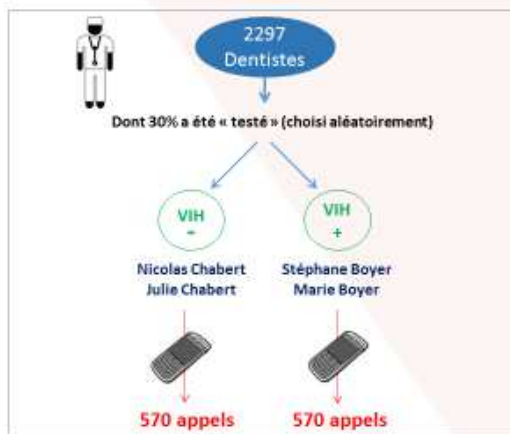 2297
Dentistes
Dont 30% a été « testé » (choisi aléatoirement)
VIH
-
VIH
+
Nicolas Chabert
Julie Chabert
Stéphane Boyer
Marie Boyer
570 appels
570 appels